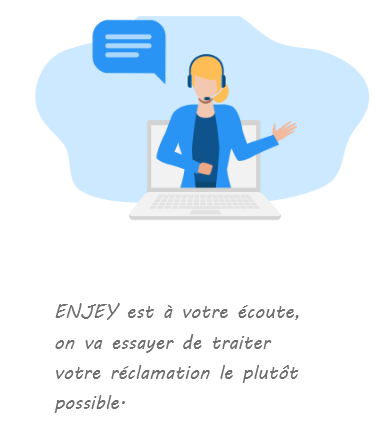 ENJEY est à votre écoute,
on va essayer de traiter
votre réclamation le plutôt
possible.